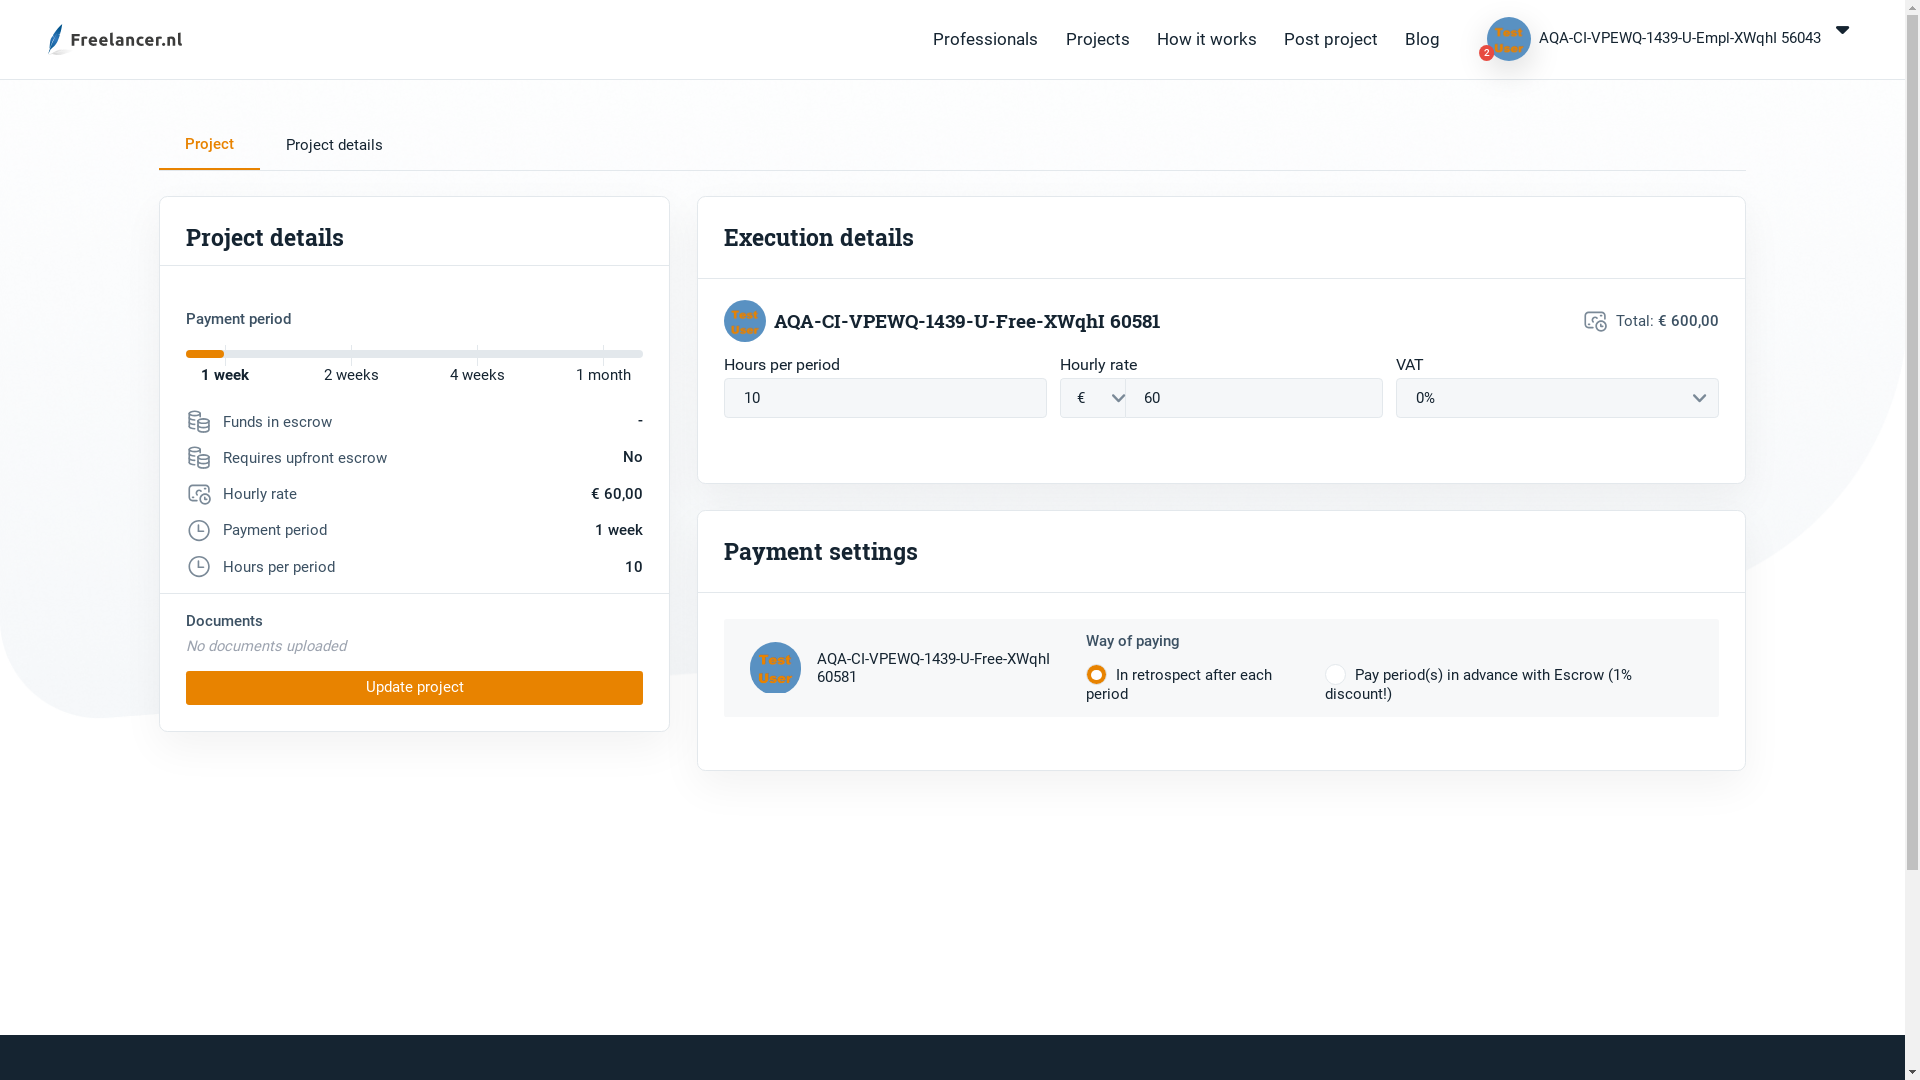 Freelancer.nl
Professionals
Projects
How it works
Post project
Blog
Test
User
2
AQA-CI-VPEWQ-1439-U-Empl-XWqhI 56043
Project
Project details
Project details
Payment period
1 week
2 weeks
4 weeks
1 month
Funds in escrow
-
Requires upfront escrow
No
Hourly rate
€ 60,00
Payment period
1 week
Hours per period
10
Documents
No documents uploaded
Update project
Execution details
Test
User
AQA-CI-VPEWQ-1439-U-Free-XWqhI 60581
Total: € 600,00
Hours per period
Hourly rate
VAT
10
€
60
0%
Payment settings
Test
User
AQA-CI-VPEWQ-1439-U-Free-XWqhI
60581
Way of paying
In retrospect after each
period
Pay period(s) in advance with Escrow (1%
discount!)